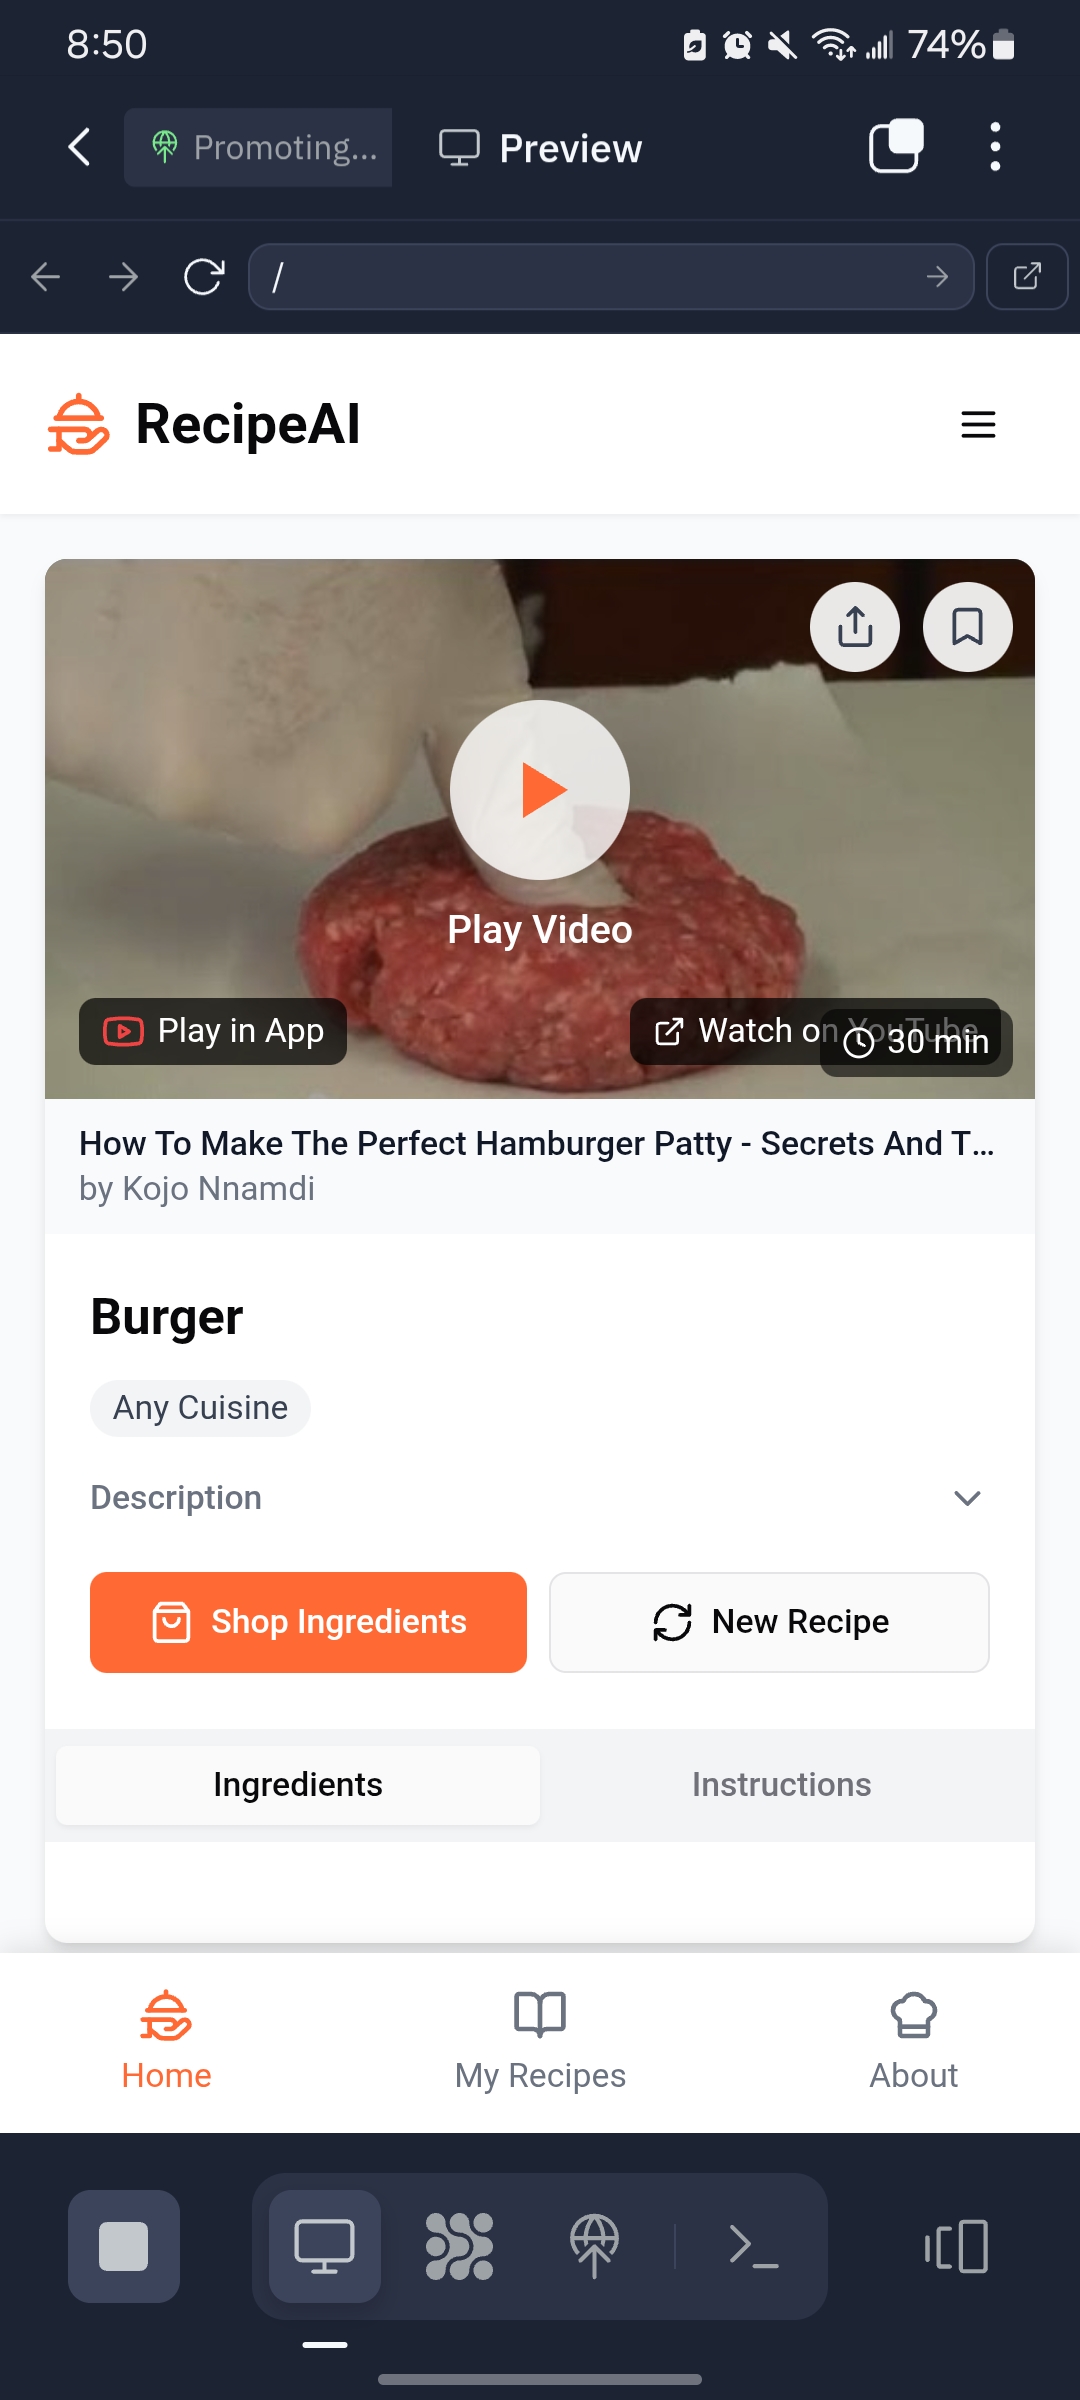 8:50
74%
Promoting...
Preview
/
RecipeAI
Play Video
Play in App
Watch on YouTube
30 min
How To Make The Perfect Hamburger Patty - Secrets And T...
by Kojo Nnamdi
Burger
Any Cuisine
Description
Shop Ingredients
New Recipe
Ingredients
Instructions
Home
My Recipes
About